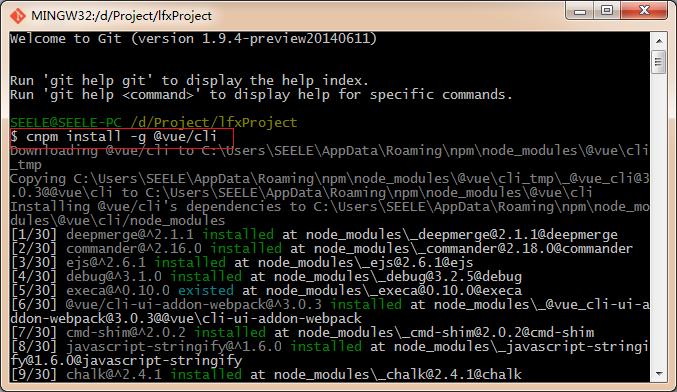 MINGW32:/d/Project/lfxProject
Welcome to Git (version 1.9.4-preview20140611)
Run 'git help git' to display the help index.
Run 'git help <command>' to display help for specific commands.
SEELE@SEELE-PC /d/Project/lfxProject
$ cnpm install -g @vue/cli
Downloading @vue/cli to C:\Users\SEELE\AppData\Roaming\npm\node_modules\@vue\cli
_tmp
Copying C:\Users\SEELE\AppData\Roaming\npm\node_modules\@vue\cli_tmp\_@vue_cli@3
.0.3@@vue\cli to C:\Users\SEELE\AppData\Roaming\npm\node_modules\@vue\cli
Installing @vue/cli's dependencies to C:\Users\SEELE\AppData\Roaming\npm\node_mo
dules\@vue\cli/node_modules
[1/30] deepmerge@^2.1.1 installed at node_modules\_deepmerge@2.1.1@deepmerge
[2/30] commander@^2.16.0 installed at node_modules\_commander@2.18.0@commander
[3/30] ejs@^2.6.1 installed at node_modules\_ejs@2.6.1@ejs
[4/30] debug@^3.1.0 installed at node_modules\_debug@3.2.5@debug
[5/30] execa@^0.10.0 existed at node_modules\_execa@0.10.0@execa
[6/30] @vue/cli-ui-addon-webpack@^3.0.3 installed at node_modules\_@vue_cli-ui-a
ddon-webpack@3.0.3@@vue\cli-ui-addon-webpack
[7/30] cmd-shim@^2.0.2 installed at node_modules\_cmd-shim@2.0.2@cmd-shim
[8/30] javascript-stringify@^1.6.0 installed at node_modules\_javascript-stringi
fy@1.6.0@javascript-stringify
[9/30] chalk@^2.4.1 installed at node_modules\_chalk@2.4.1@chalk